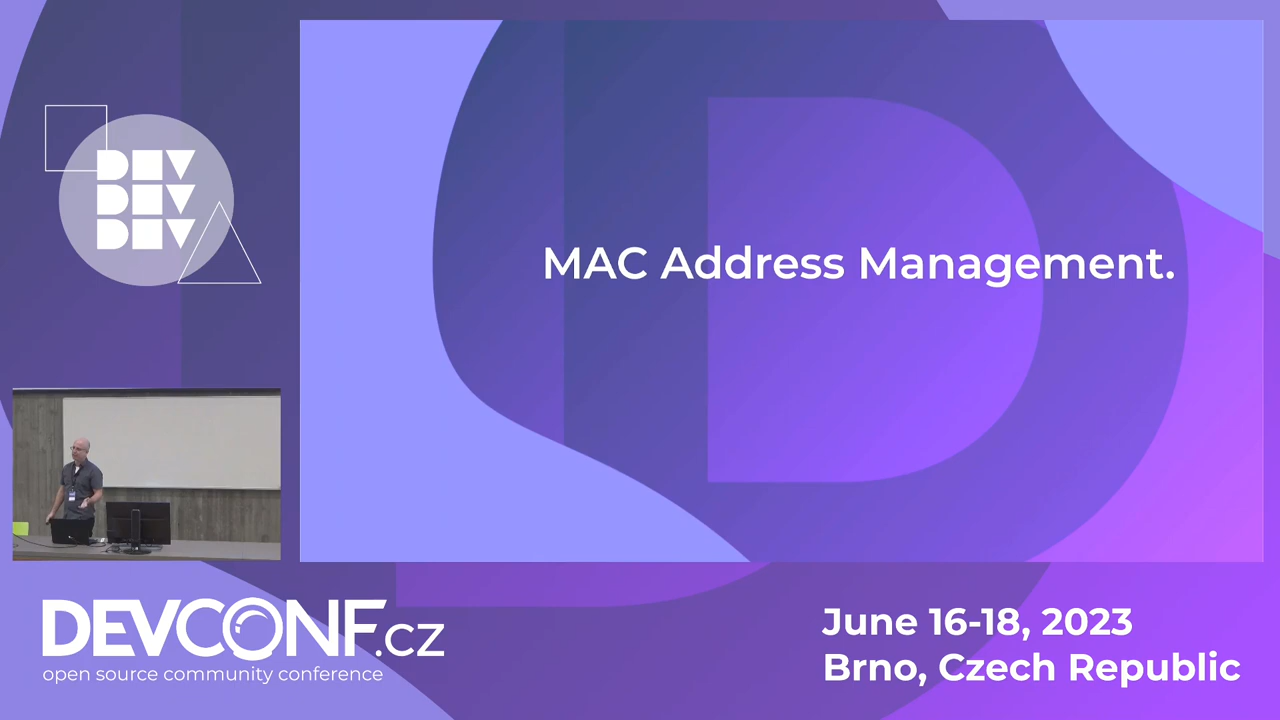 DEV
DEV
DEV
MAC Address Management.
DEVCONF.cz
open source community conference
June 16-18, 2023
Brno, Czech Republic